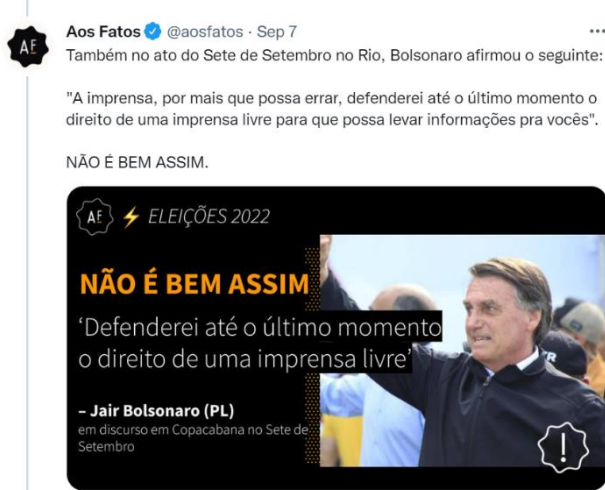 Aos Fatos @aosfatos · Sep 7
Também no ato do Sete de Setembro no Rio, Bolsonaro afirmou o seguinte:
"A imprensa, por mais que possa errar, defenderei até o último momento o
direito de uma imprensa livre para que possa levar informações pra vocês".
NÃO É BEM ASSIM.
AF ELEIÇÕES 2022
NÃO É BEM ASSIM
‘Defenderei até o último momento
o direito de uma imprensa livre’
– Jair Bolsonaro (PL)
em discurso em Copacabana no Sete de
Setembro